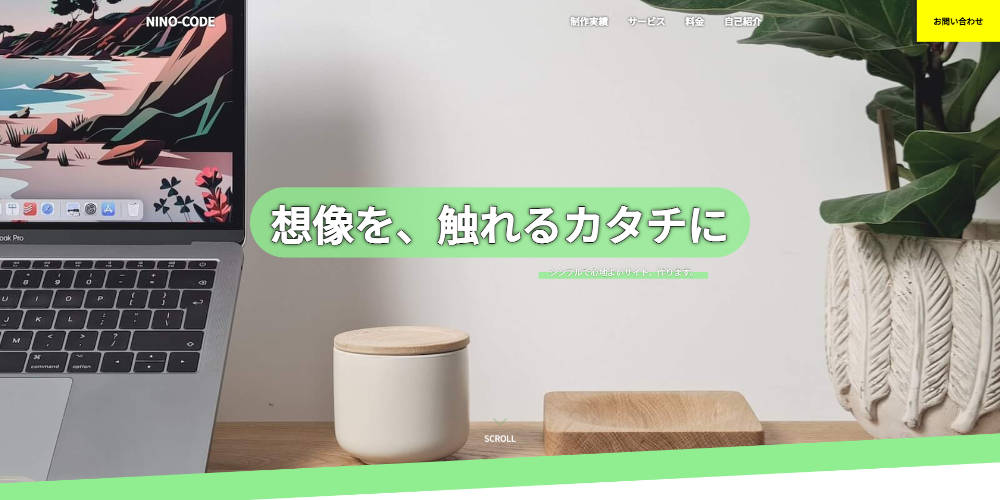 NINO-CODE
制作実績
サービス
料金
自己紹介
お問い合わせ
想像を、触れるカタチに
シンプルで心地よいサイト、作ります。
ook Pro
command
option
SCROLL